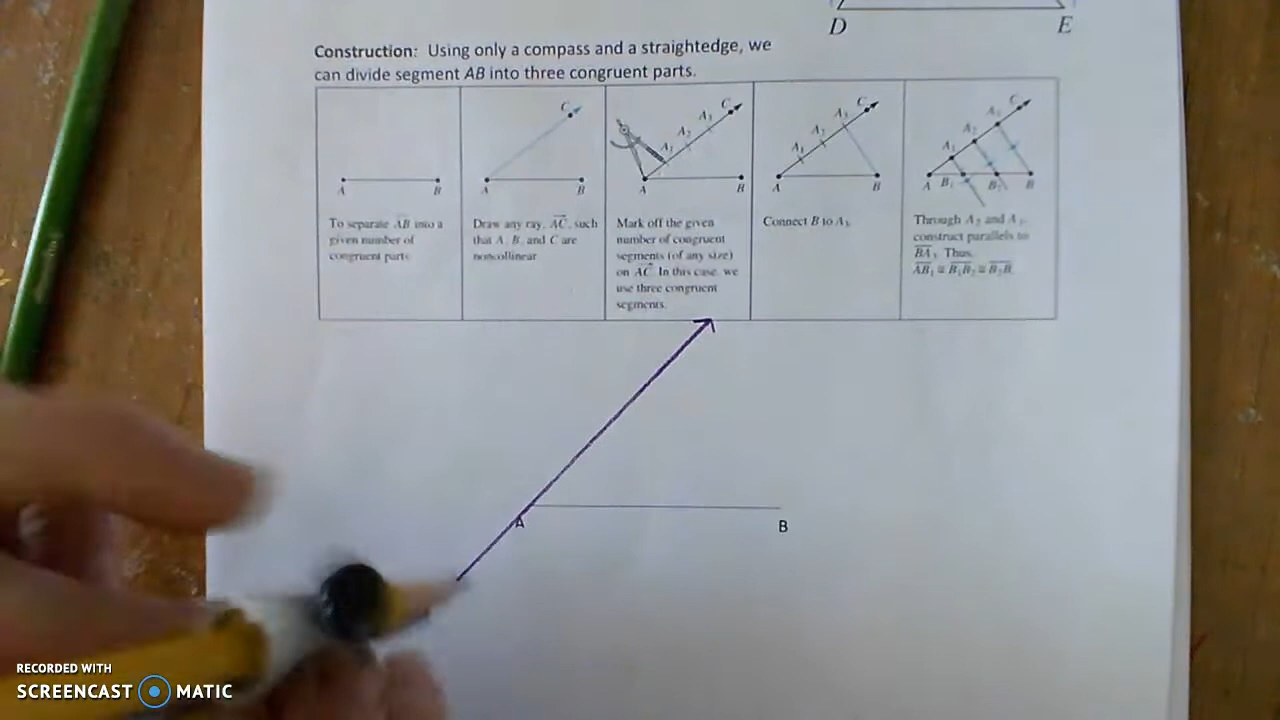 D E
Construction: Using only a compass and a straightedge, we
can divide segment AB into three congruent parts.
A B
To separate AB into a
given number of
congruent parts
C
A B
Draw any ray, AC, such
that A, B, and C are
noncollinear
A₁ A₂ A₃ C
A B
Mark off the given
number of congruent
segments (of any size)
on AC. In this case, we
use three congruent
segments.
A₁ A₂ A₃ C
A B
Connect B to A₃
A₁ A₂ A₃ C
A B₁ B₂ B
Through A₂ and A₁,
construct parallels to
BA₃. Thus,
AB₁ ≅ B₁B₂ ≅ B₂B
A B
RECORDED WITH
SCREENCAST MATIC